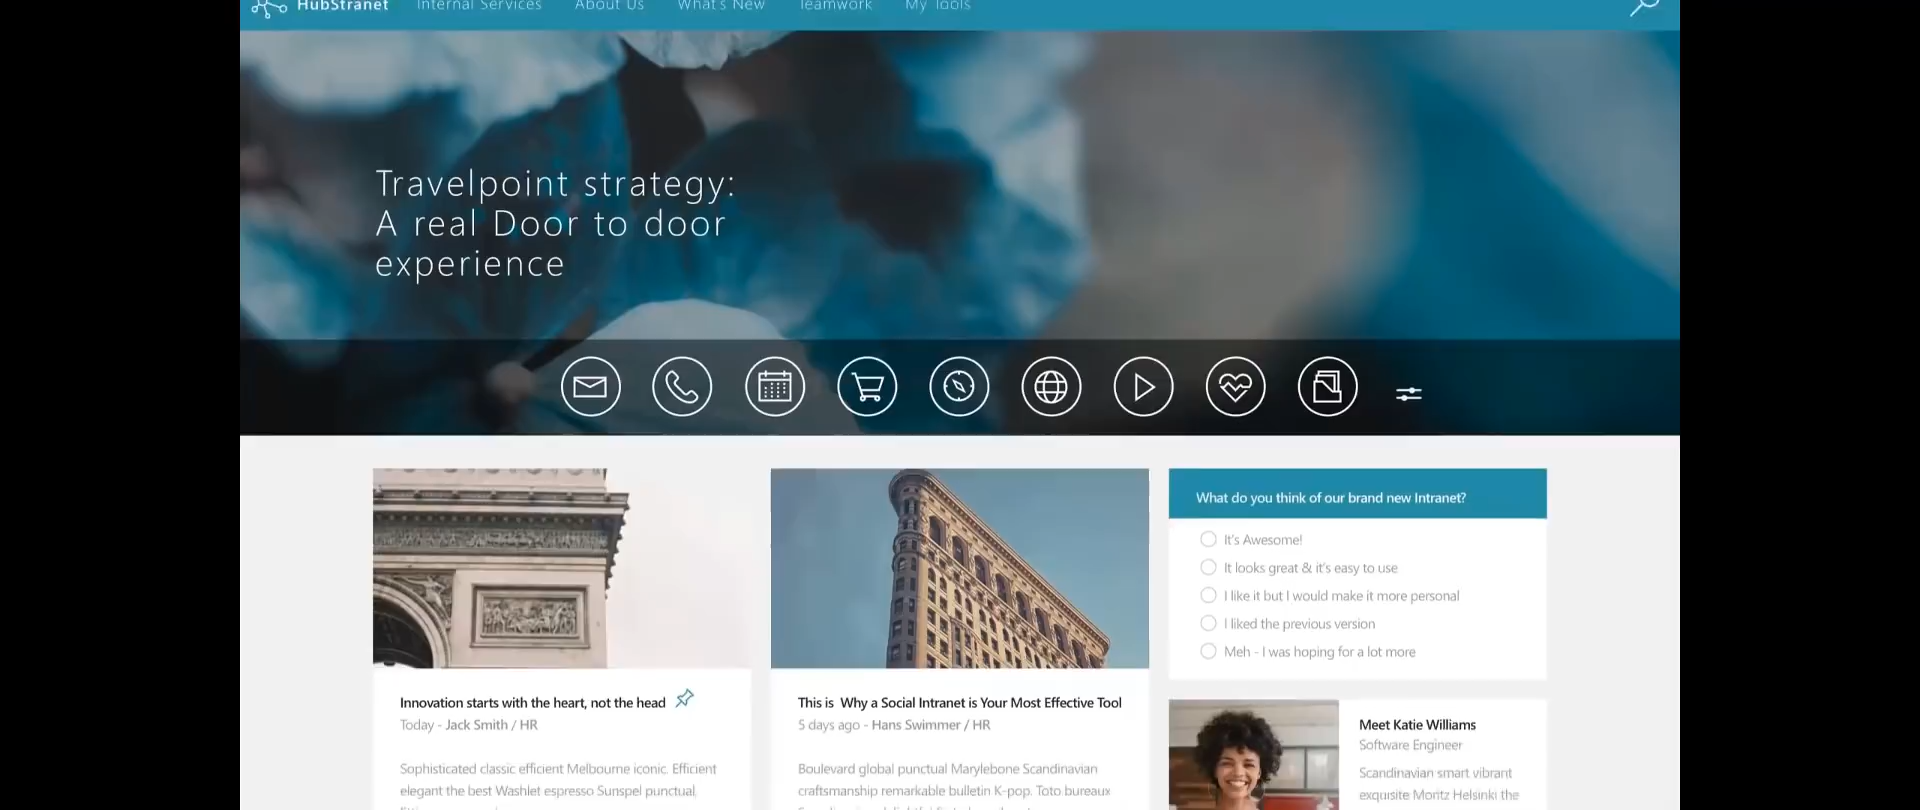 HubStranet Internal Services About Us What's New Teamwork My Tools
Travelpoint strategy:
A real Door to door
experience
What do you think of our brand new Intranet?
It's Awesome!
It looks great & it's easy to use
I like it but I would make it more personal
I liked the previous version
Meh - I was hoping for a lot more
Innovation starts with the heart, not the head
Today - Jack Smith / HR
Sophisticated classic efficient Melbourne iconic. Efficient
elegant the best Washlet espresso Sunspel punctual,
This is Why a Social Intranet is Your Most Effective Tool
5 days ago - Hans Swimmer / HR
Boulevard global punctual Marylebone Scandinavian
craftsmanship remarkable bulletin K-pop. Toto bureaux
Meet Katie Williams
Software Engineer
Scandinavian smart vibrant
exquisite Moritz Helsinki the